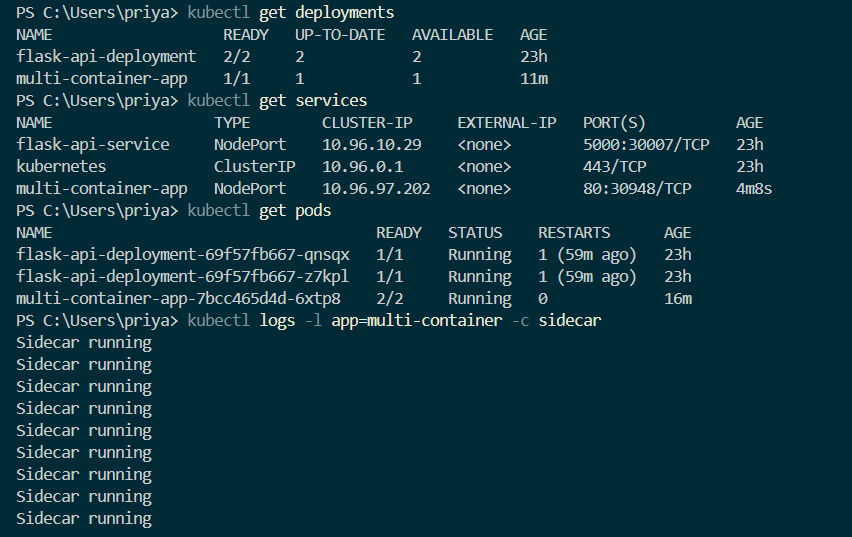 PS C:\Users\priya> kubectl get deployments
NAME                   READY   UP-TO-DATE   AVAILABLE   AGE
flask-api-deployment   2/2     2            2           23h
multi-container-app    1/1     1            1           11m
PS C:\Users\priya> kubectl get services
NAME                  TYPE        CLUSTER-IP     EXTERNAL-IP   PORT(S)          AGE
flask-api-service     NodePort    10.96.10.29    <none>        5000:30007/TCP   23h
kubernetes            ClusterIP   10.96.0.1      <none>        443/TCP          23h
multi-container-app   NodePort    10.96.97.202   <none>        80:30948/TCP     4m8s
PS C:\Users\priya> kubectl get pods
NAME                                    READY   STATUS    RESTARTS      AGE
flask-api-deployment-69f57fb667-qnsqx   1/1     Running   1 (59m ago)   23h
flask-api-deployment-69f57fb667-z7kpl   1/1     Running   1 (59m ago)   23h
multi-container-app-7bcc465d4d-6xtp8    2/2     Running   0             16m
PS C:\Users\priya> kubectl logs -l app=multi-container -c sidecar
Sidecar running
Sidecar running
Sidecar running
Sidecar running
Sidecar running
Sidecar running
Sidecar running
Sidecar running
Sidecar running